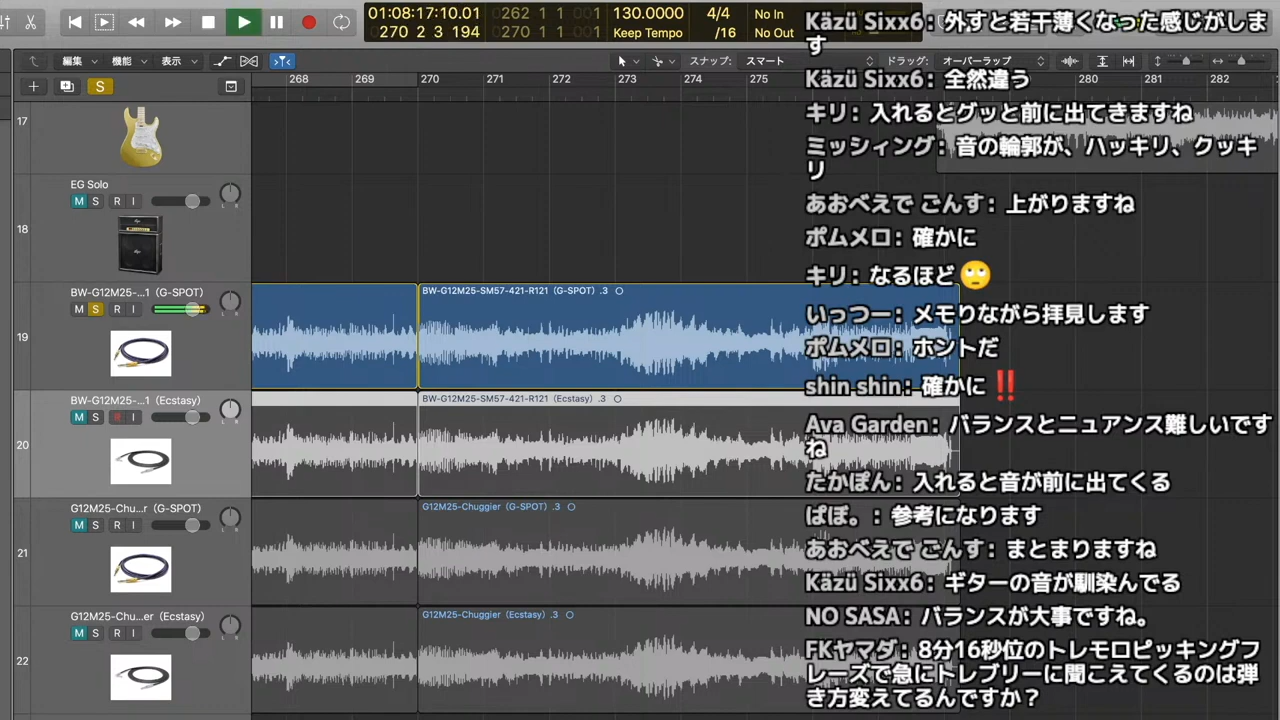 01:08:17:10.01
0262 1 1 001
130.0000
4/4
No In
270 2 3 194
0270 1 1 001
Keep Tempo
/16
No Out
編集
機能
表示
スナップ:
スマート
ドラッグ:
オーバーラップ
S
268
269
270
271
272
273
274
275
280
281
282
17
EG Solo
M S R I
18
BW-G12M25-...1（G-SPOT）
M S R I
19
BW-G12M25-SM57-421-R121（G-SPOT）.3
BW-G12M25-...1（Ecstasy）
M S R I
20
BW-G12M25-SM57-421-R121（Ecstasy）.3
G12M25-Chu...r（G-SPOT）
M S R I
21
G12M25-Chuggier（G-SPOT）.3
G12M25-Chu...er（Ecstasy）
M S R I
22
G12M25-Chuggier（Ecstasy）.3
Käzü Sixx6: 外すと若干薄くなった感じがしま
す
Käzü Sixx6: 全然違う
キリ: 入れるとグッと前に出てきますね
ミッシィング: 音の輪郭が、ハッキリ、クッキ
リ
あおべえで ごんす: 上がりますね
ポムメロ: 確かに
キリ: なるほど🙄
いっつー: メモりながら拝見します
ポムメロ: ホントだ
shin shin: 確かに‼️
Ava Garden: バランスとニュアンス難しいです
ね
たかぽん: 入れると音が前に出てくる
ぱぽ。: 参考になります
あおべえで ごんす: まとまりますね
Käzü Sixx6: ギターの音が馴染んでる
NO SASA: バランスが大事ですね。
FKヤマダ: 8分16秒位のトレモロピッキングフ
レーズで急にトレブリーに聞こえてくるのは弾
き方変えてるんですか？